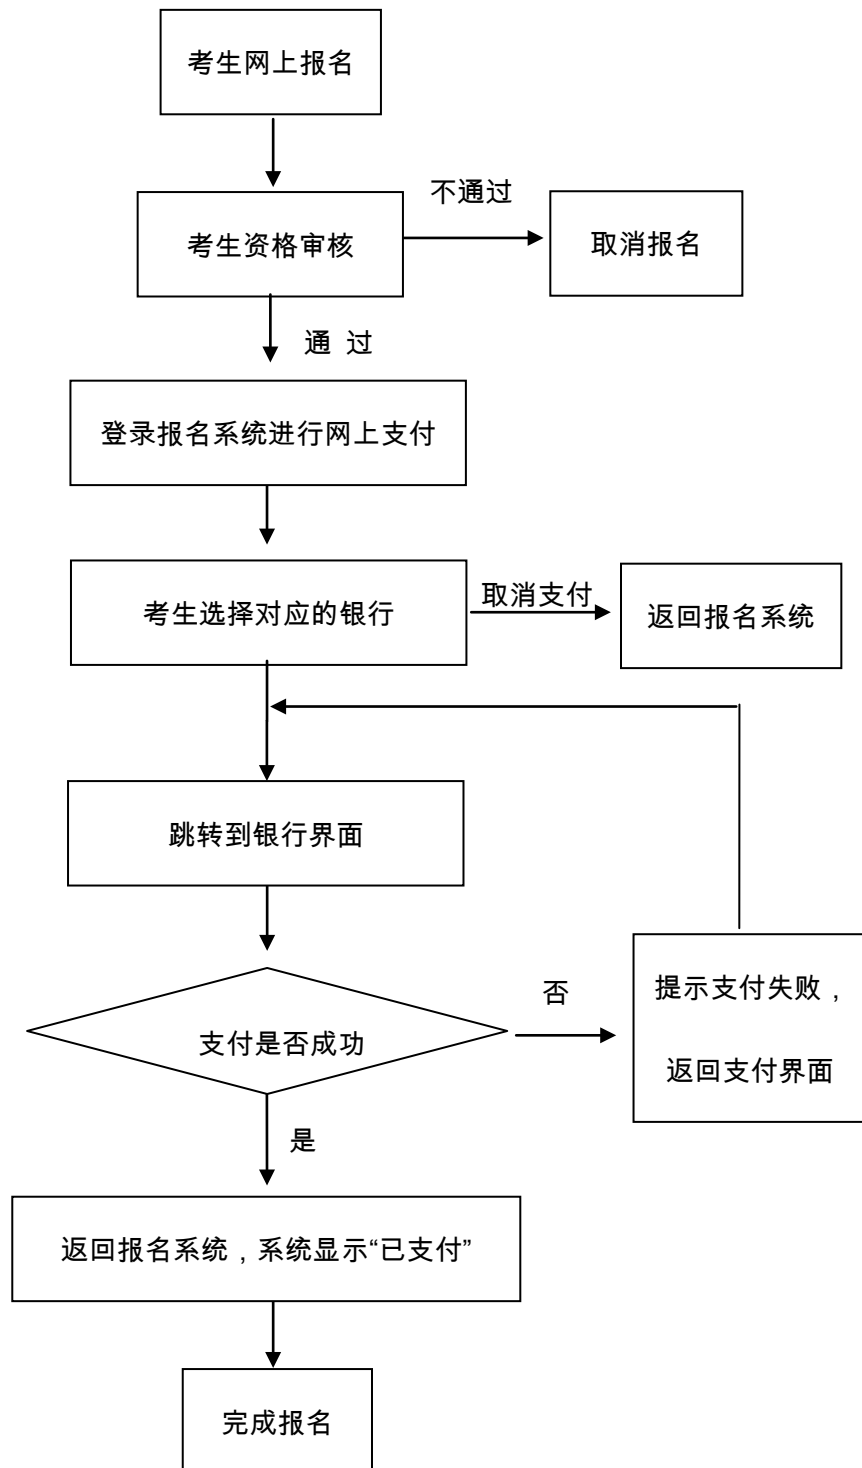 考生网上报名
不通过
考生资格审核
取消报名
通 过
登录报名系统进行网上支付
考生选择对应的银行
取消支付
返回报名系统
跳转到银行界面
支付是否成功
否
提示支付失败，
返回支付界面
是
返回报名系统，系统显示“已支付”
完成报名